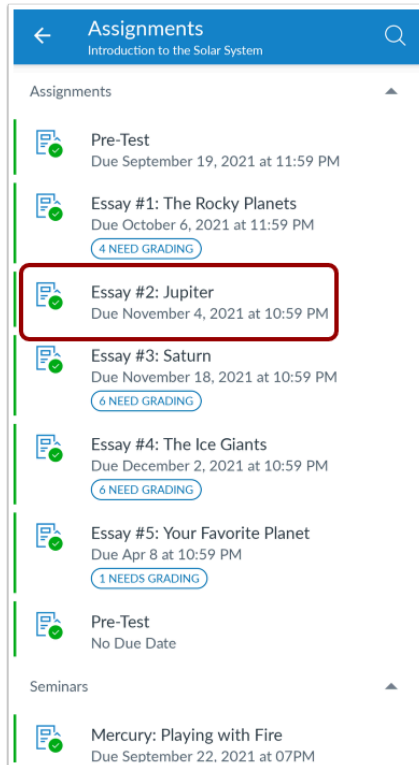 Assignments
Introduction to the Solar System
Assignments
Pre-Test
Due September 19, 2021 at 11:59 PM
Essay #1: The Rocky Planets
Due October 6, 2021 at 11:59 PM
4 NEED GRADING
Essay #2: Jupiter
Due November 4, 2021 at 10:59 PM
Essay #3: Saturn
Due November 18, 2021 at 10:59 PM
6 NEED GRADING
Essay #4: The Ice Giants
Due December 2, 2021 at 10:59 PM
6 NEED GRADING
Essay #5: Your Favorite Planet
Due Apr 8 at 10:59 PM
1 NEEDS GRADING
Pre-Test
No Due Date
Seminars
Mercury: Playing with Fire
Due September 22, 2021 at 07PM